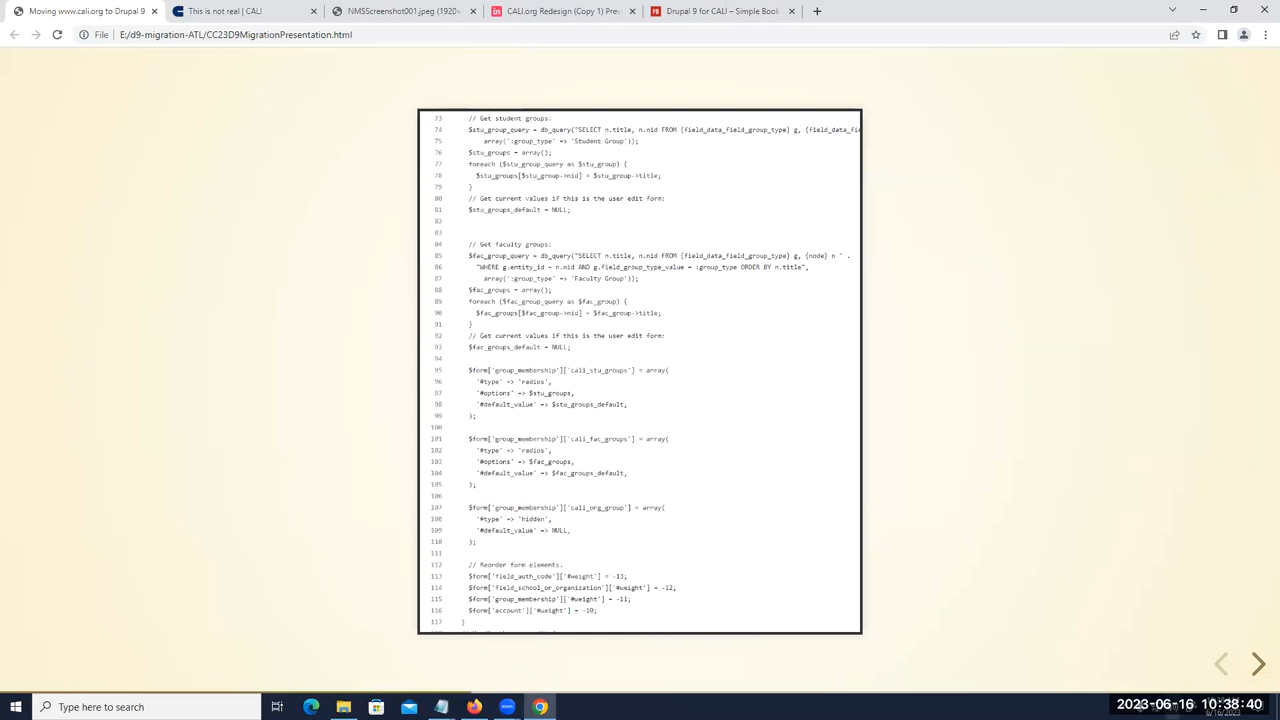 Moving www.cali.org to Drupal 9
This is not real | CALI
NMSScreenshot001.jpeg (1920×
CALI.org Redesign (Copy 1) Prev
Drupal 9 for CALI – Simple Book
File
E:/d9-migration-ATL/CC23D9MigrationPresentation.html
73 // Get student groups:
74 $stu_group_query = db_query("SELECT n.title, n.nid FROM {field_data_field_group_type} g, {field_data_fie
75 array(':group_type' => 'Student Group'));
76 $stu_groups = array();
77 foreach ($stu_group_query as $stu_group) {
78 $stu_groups[$stu_group->nid] = $stu_group->title;
79 }
80 // Get current values if this is the user edit form:
81 $stu_groups_default = NULL;
82
83
84 // Get faculty groups:
85 $fac_group_query = db_query("SELECT n.title, n.nid FROM {field_data_field_group_type} g, {node} n " .
86 "WHERE g.entity_id = n.nid AND g.field_group_type_value = :group_type ORDER BY n.title",
87 array(':group_type' => 'Faculty Group'));
88 $fac_groups = array();
89 foreach ($fac_group_query as $fac_group) {
90 $fac_groups[$fac_group->nid] = $fac_group->title;
91 }
92 // Get current values if this is the user edit form:
93 $fac_groups_default = NULL;
94
95 $form['group_membership']['cali_stu_groups'] = array(
96 '#type' => 'radios',
97 '#options' => $stu_groups,
98 '#default_value' => $stu_groups_default,
99 );
100
101 $form['group_membership']['cali_fac_groups'] = array(
102 '#type' => 'radios',
103 '#options' => $fac_groups,
104 '#default_value' => $fac_groups_default,
105 );
106
107 $form['group_membership']['cali_org_group'] = array(
108 '#type' => 'hidden',
109 '#default_value' => NULL,
110 );
111
112 // Reorder form elements.
113 $form['field_auth_code']['#weight'] = -13;
114 $form['field_school_or_organization']['#weight'] = -12;
115 $form['group_membership']['#weight'] = -11;
116 $form['account']['#weight'] = -10;
117 }
Type here to search
zoom
2023-06-16 10:38:40